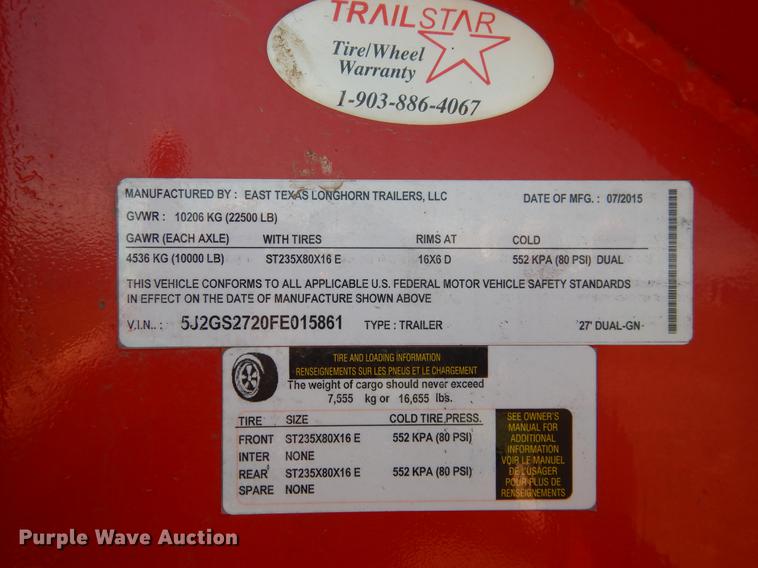 TRAILSTAR
Tire/Wheel
Warranty
1-903-886-4067
MANUFACTURED BY : EAST TEXAS LONGHORN TRAILERS, LLC DATE OF MFG. : 07/2015
GVWR : 10206 KG (22500 LB)
GAWR (EACH AXLE) WITH TIRES RIMS AT COLD
4536 KG (10000 LB) ST235X80X16 E 16X6 D 552 KPA (80 PSI) DUAL
THIS VEHICLE CONFORMS TO ALL APPLICABLE U.S. FEDERAL MOTOR VEHICLE SAFETY STANDARDS
IN EFFECT ON THE DATE OF MANUFACTURE SHOWN ABOVE
V.I.N.. : 5J2GS2720FE015861 TYPE : TRAILER 27' DUAL-GN
TIRE AND LOADING INFORMATION
RENSEIGNEMENTS SUR LES PNEUS ET LE CHARGEMENT
The weight of cargo should never exceed
7,555 kg or 16,655 lbs.
TIRE SIZE COLD TIRE PRESS.
FRONT ST235X80X16 E 552 KPA (80 PSI)
INTER NONE
REAR ST235X80X16 E 552 KPA (80 PSI)
SPARE NONE
SEE OWNER'S
MANUAL FOR
ADDITIONAL
INFORMATION
VOIR LE MANUEL
DE L'USAGER
POUR PLUS DE
RENSEIGNEMENTS
Purple Wave Auction